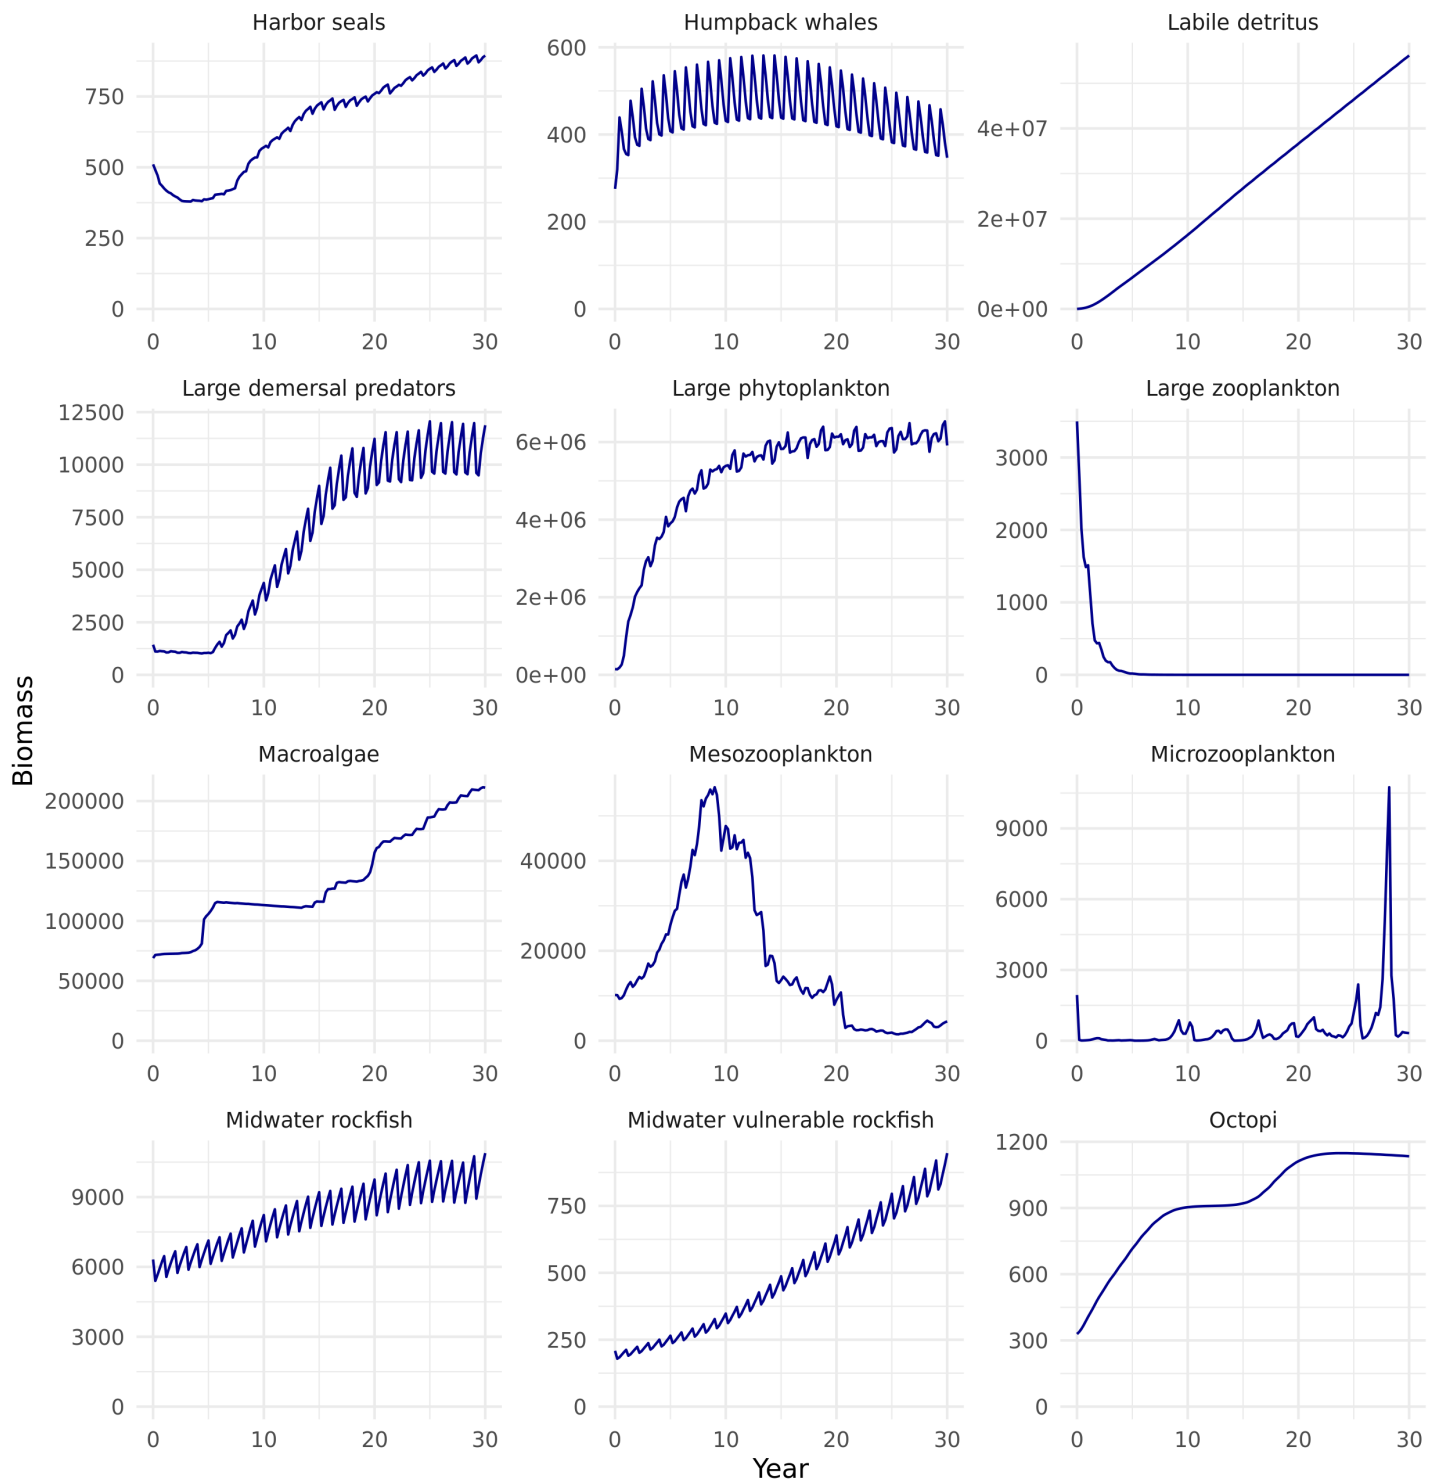 Harbor seals
Humpback whales
Labile detritus
750
500
250
0
600
400
200
0
4e+07
2e+07
0e+00
0 10 20 30
0 10 20 30
0 10 20 30
Large demersal predators
Large phytoplankton
Large zooplankton
12500
10000
7500
5000
2500
0
6e+06
4e+06
2e+06
0e+00
3000
2000
1000
0
0 10 20 30
0 10 20 30
0 10 20 30
Biomass
Macroalgae
Mesozooplankton
Microzooplankton
200000
150000
100000
50000
0
40000
20000
0
9000
6000
3000
0
0 10 20 30
0 10 20 30
0 10 20 30
Midwater rockfish
Midwater vulnerable rockfish
Octopi
9000
6000
3000
0
750
500
250
0
1200
900
600
300
0
0 10 20 30
0 10 20 30
0 10 20 30
Year